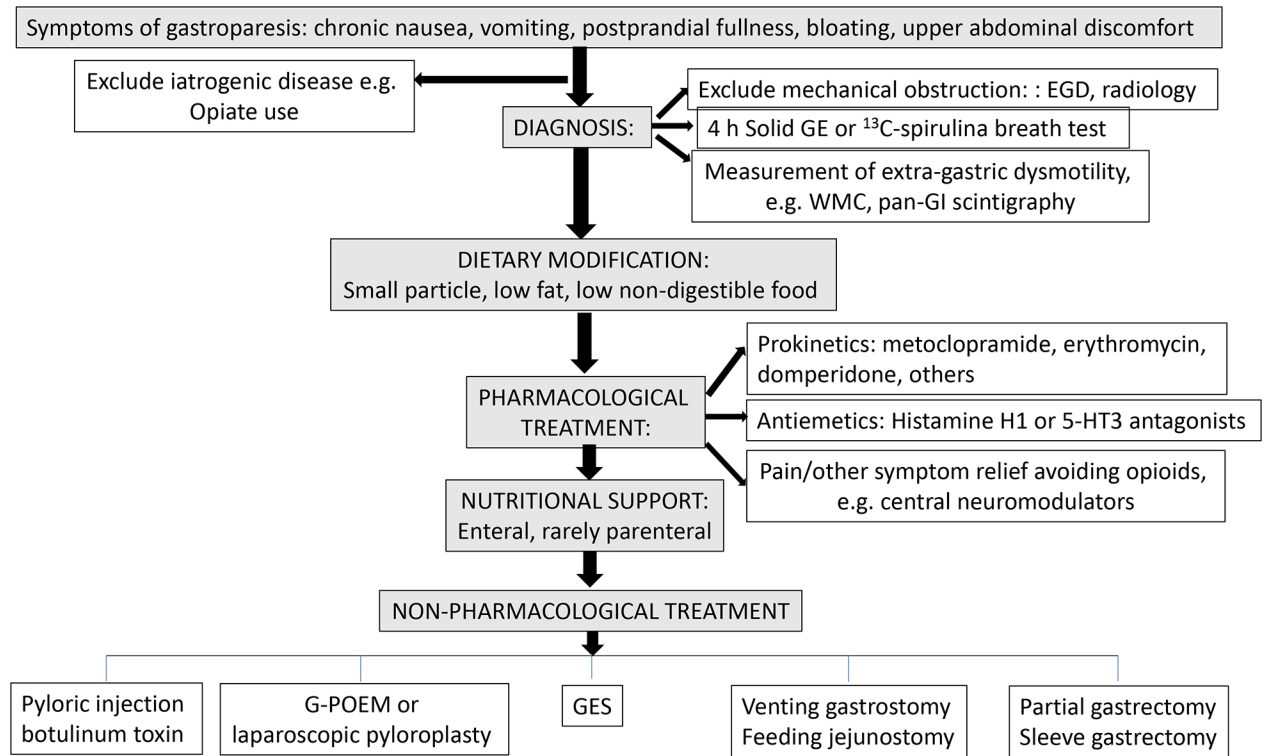 Symptoms of gastroparesis: chronic nausea, vomiting, postprandial fullness, bloating, upper abdominal discomfort
Exclude iatrogenic disease e.g.
Opiate use
DIAGNOSIS:
Exclude mechanical obstruction: : EGD, radiology
4 h Solid GE or ¹³C-spirulina breath test
Measurement of extra-gastric dysmotility,
e.g. WMC, pan-GI scintigraphy
DIETARY MODIFICATION:
Small particle, low fat, low non-digestible food
PHARMACOLOGICAL
TREATMENT:
Prokinetics: metoclopramide, erythromycin,
domperidone, others
Antiemetics: Histamine H1 or 5-HT3 antagonists
Pain/other symptom relief avoiding opioids,
e.g. central neuromodulators
NUTRITIONAL SUPPORT:
Enteral, rarely parenteral
NON-PHARMACOLOGICAL TREATMENT
Pyloric injection
botulinum toxin
G-POEM or
laparoscopic pyloroplasty
GES
Venting gastrostomy
Feeding jejunostomy
Partial gastrectomy
Sleeve gastrectomy